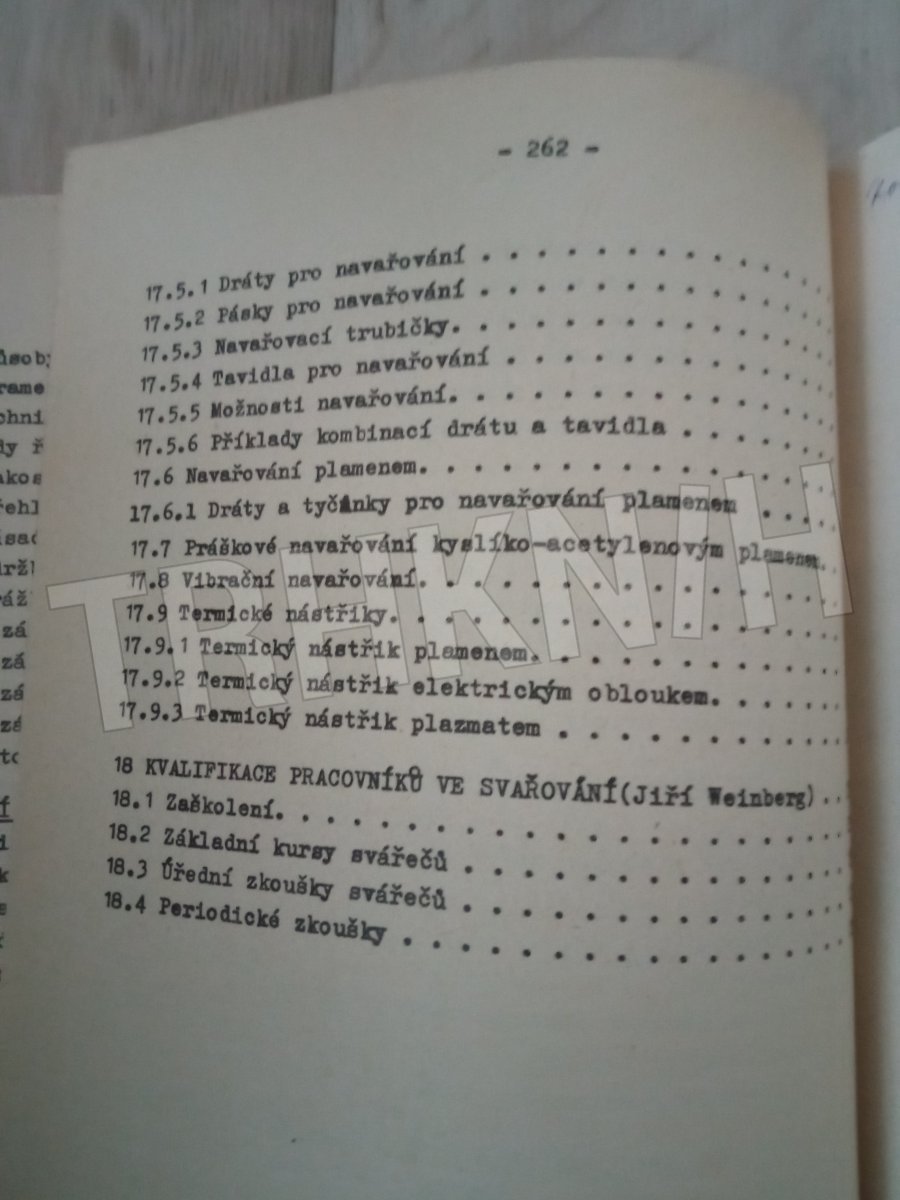 - 262 -
17.5.1 Dráty pro navařování . . . . . . . . . . .
17.5.2 Pásky pro navařování . . . . . . . . . . .
17.5.3 Navařovací trubičky. . . . . . . . . . . .
17.5.4 Tavidla pro navařování . . . . . . . . . .
17.5.5 Možnosti navařování. . . . . . . . . . . .
17.5.6 Příklady kombinací drátu a tavidla . . . . .
17.6 Navařování plamenem. . . . . . . . . . . . .
17.6.1 Dráty a tyčinky pro navařování plamenem . . .
17.7 Práškové navařování kyslíko-acetylenovým plamenem.
17.8 Vibrační navařování. . . . . . . . . . . . .
17.9 Termické nástřiky. . . . . . . . . . . . . .
17.9.1 Termický nástřik plamenem. . . . . . . . . .
17.9.2 Termický nástřik elektrickým obloukem. . . . .
17.9.3 Termický nástřik plazmatem . . . . . . . . .
18 KVALIFIKACE PRACOVNÍKŮ VE SVAŘOVÁNÍ(Jiří Weinberg) . .
18.1 Zaškolení. . . . . . . . . . . . . . . . .
18.2 Základní kursy svářečů . . . . . . . . . . .
18.3 Úřední zkoušky svářečů . . . . . . . . . . .
18.4 Periodické zkoušky . . . . . . . . . . . . .
TREKNIH